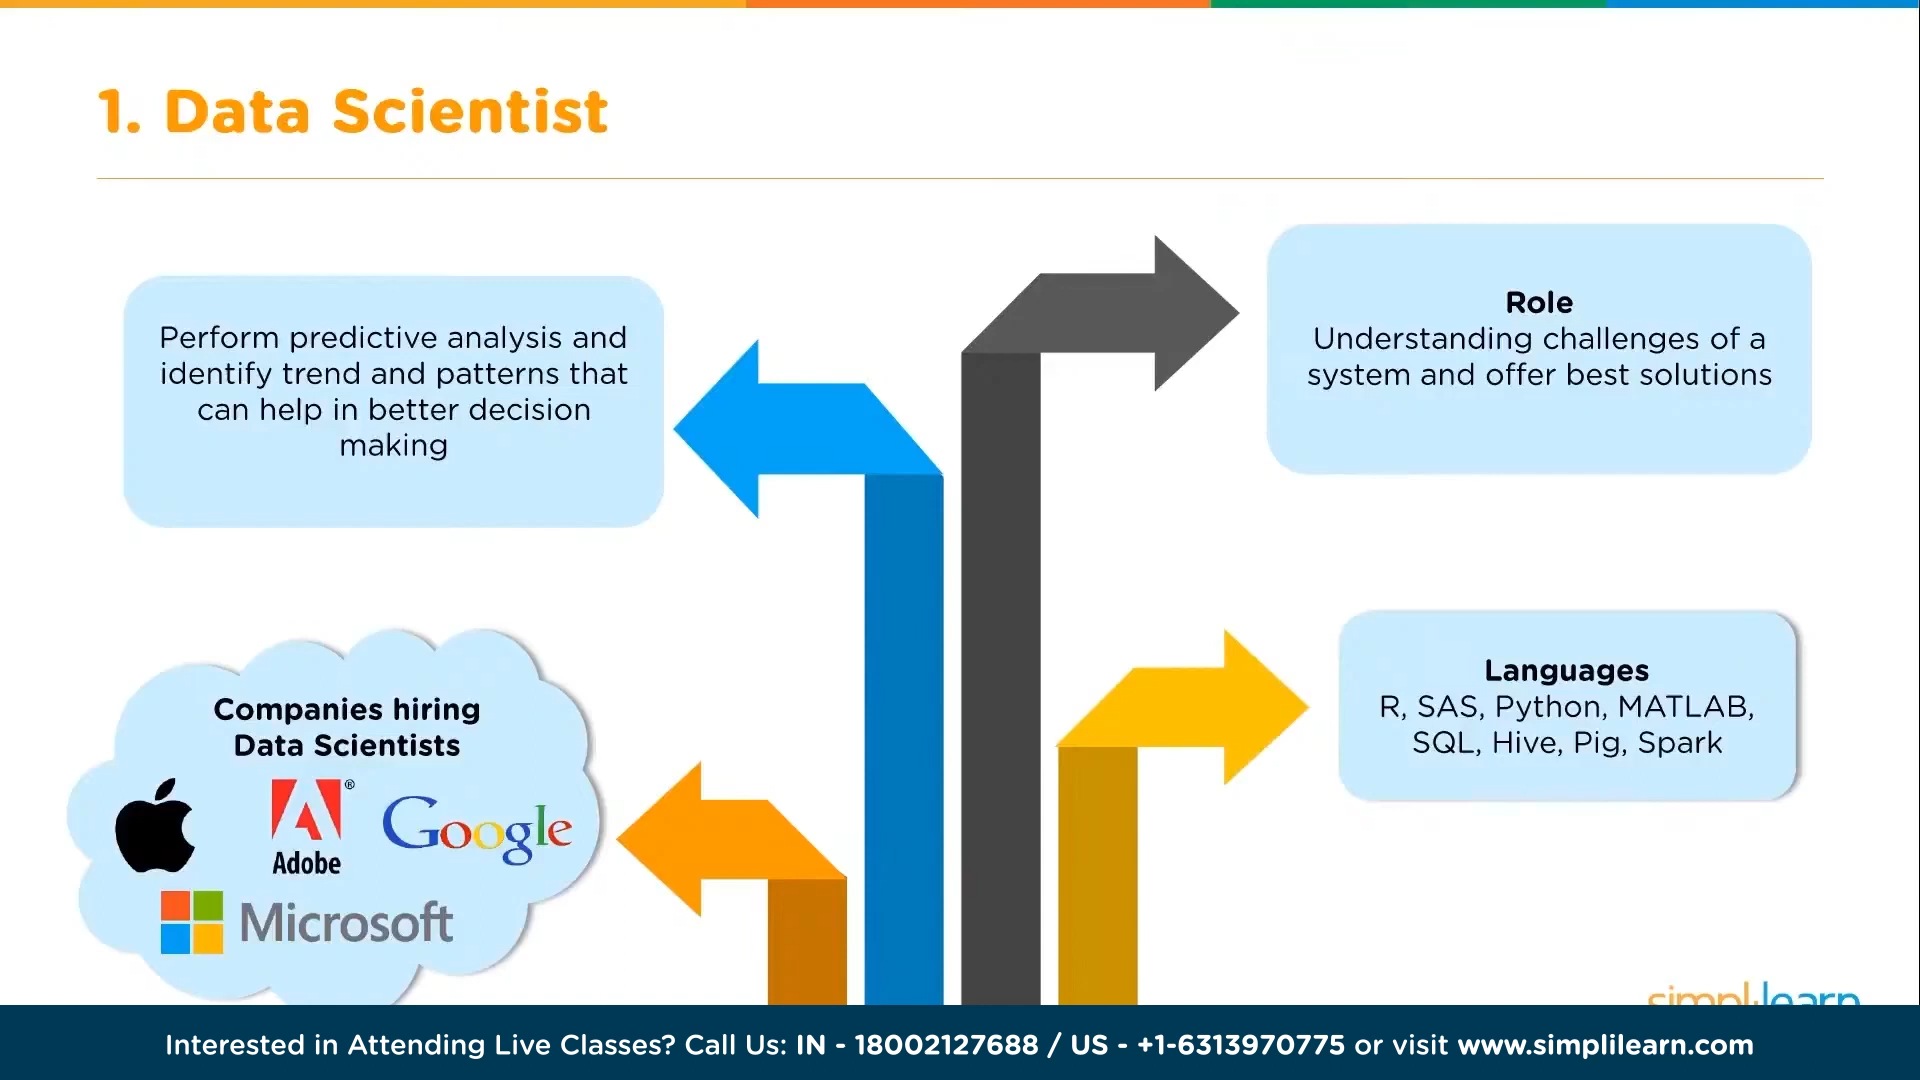 1. Data Scientist
Perform predictive analysis and
identify trend and patterns that
can help in better decision
making
Role
Understanding challenges of a
system and offer best solutions
Companies hiring
Data Scientists
Adobe
®
Google
Microsoft
Languages
R, SAS, Python, MATLAB,
SQL, Hive, Pig, Spark
simplilearn
Interested in Attending Live Classes? Call Us: IN - 18002127688 / US - +1-6313970775 or visit www.simplilearn.com